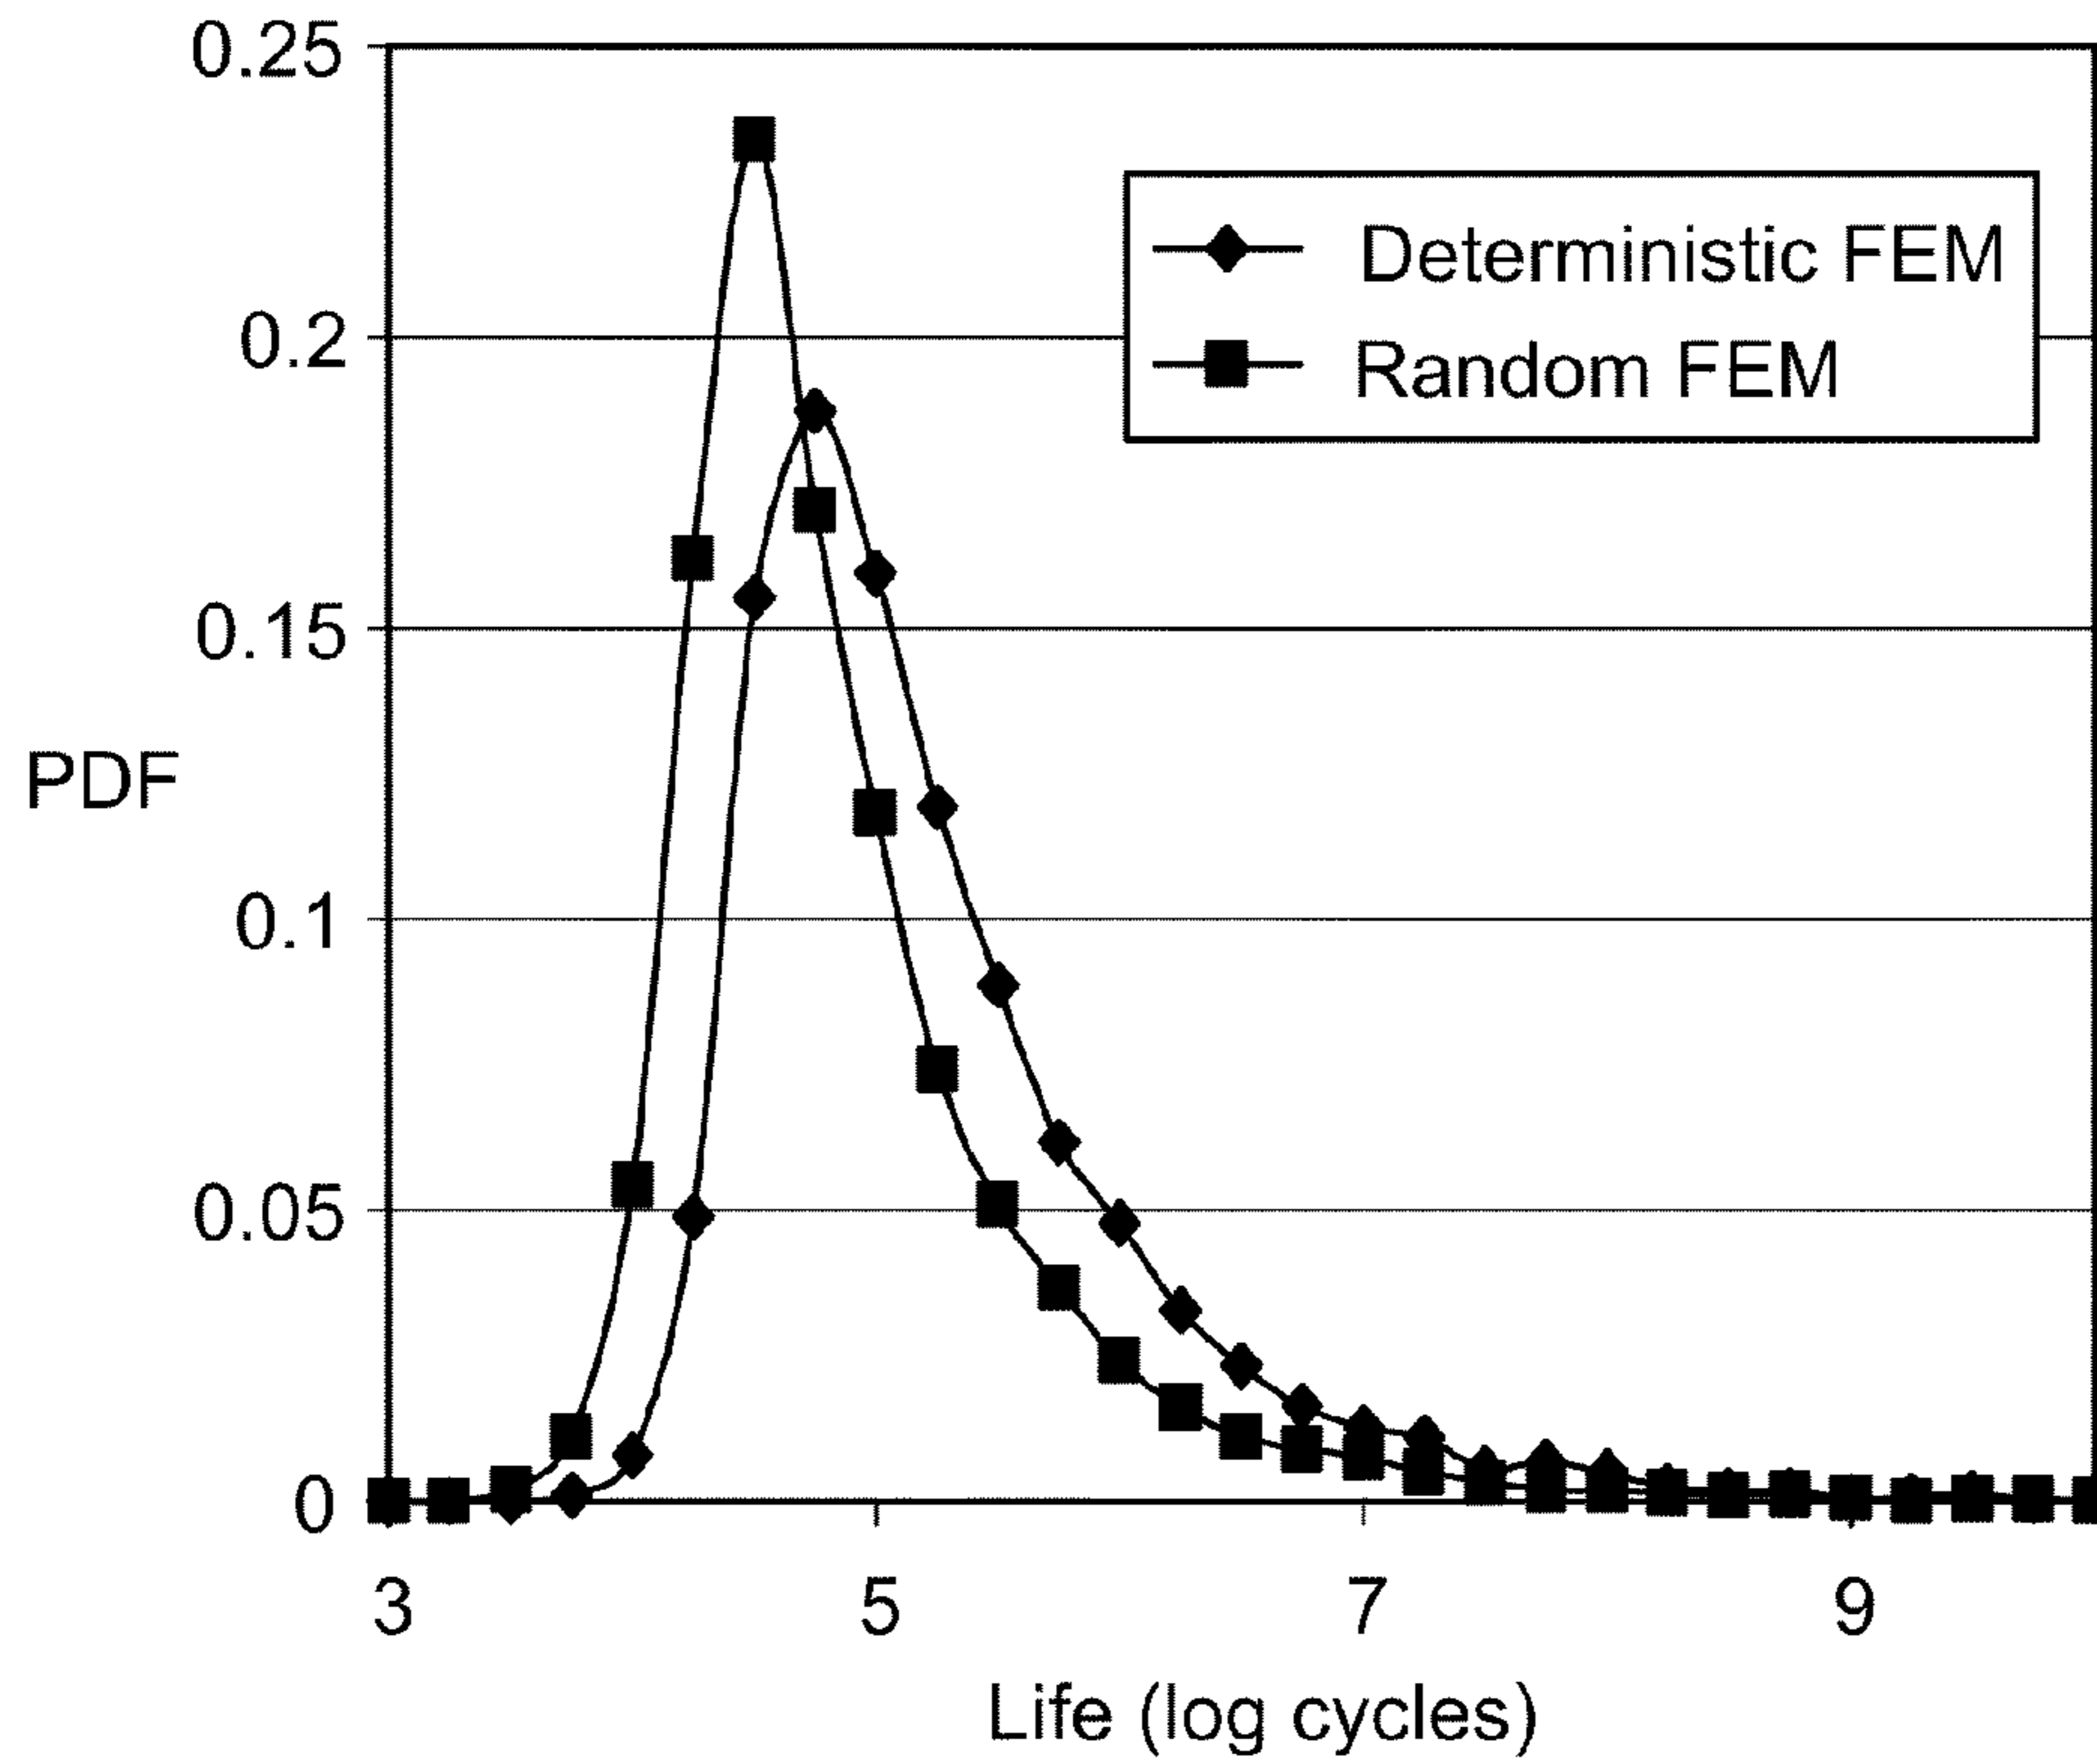 0.25
0.2
0.15
0.1
0.05
0
PDF
Deterministic FEM
Random FEM
3 5 7 9
Life (log cycles)